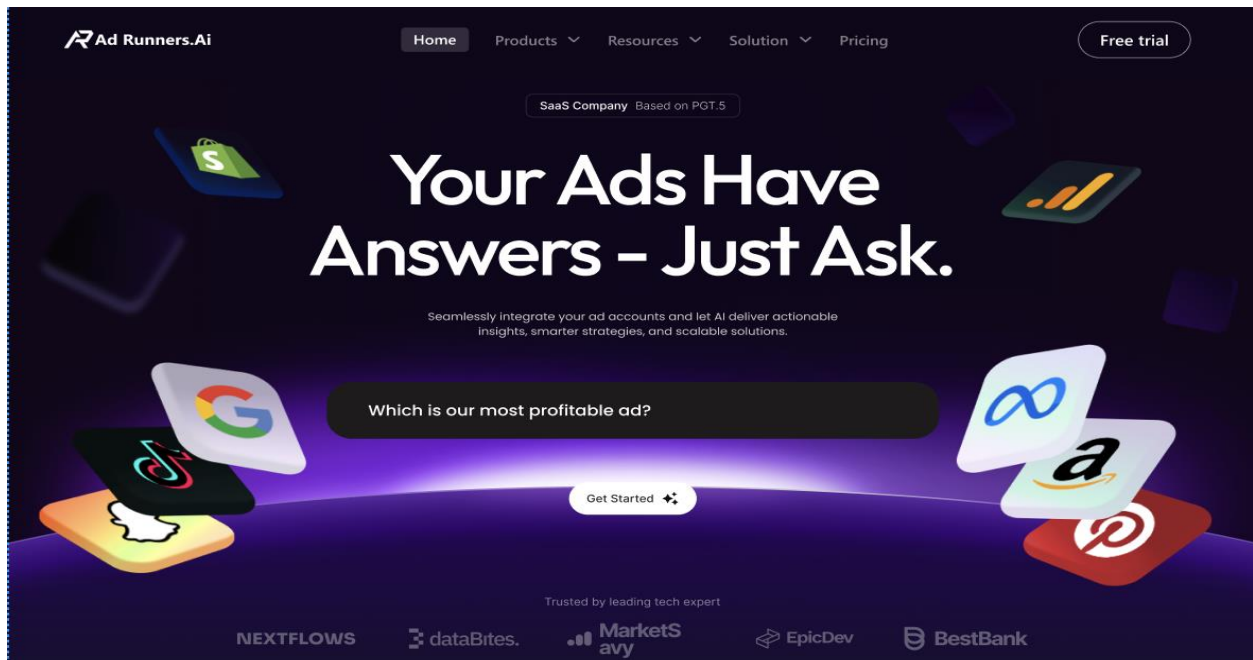 Ad Runners.Ai
Home Products Resources Solution Pricing
Free trial
SaaS Company Based on PGT.5
Your Ads Have
Answers - Just Ask.
Seamlessly integrate your ad accounts and let AI deliver actionable
insights, smarter strategies, and scalable solutions.
Which is our most profitable ad?
Get Started
Trusted by leading tech expert
NEXTFLOWS
dataBites.
MarketS
avy
EpicDev
BestBank